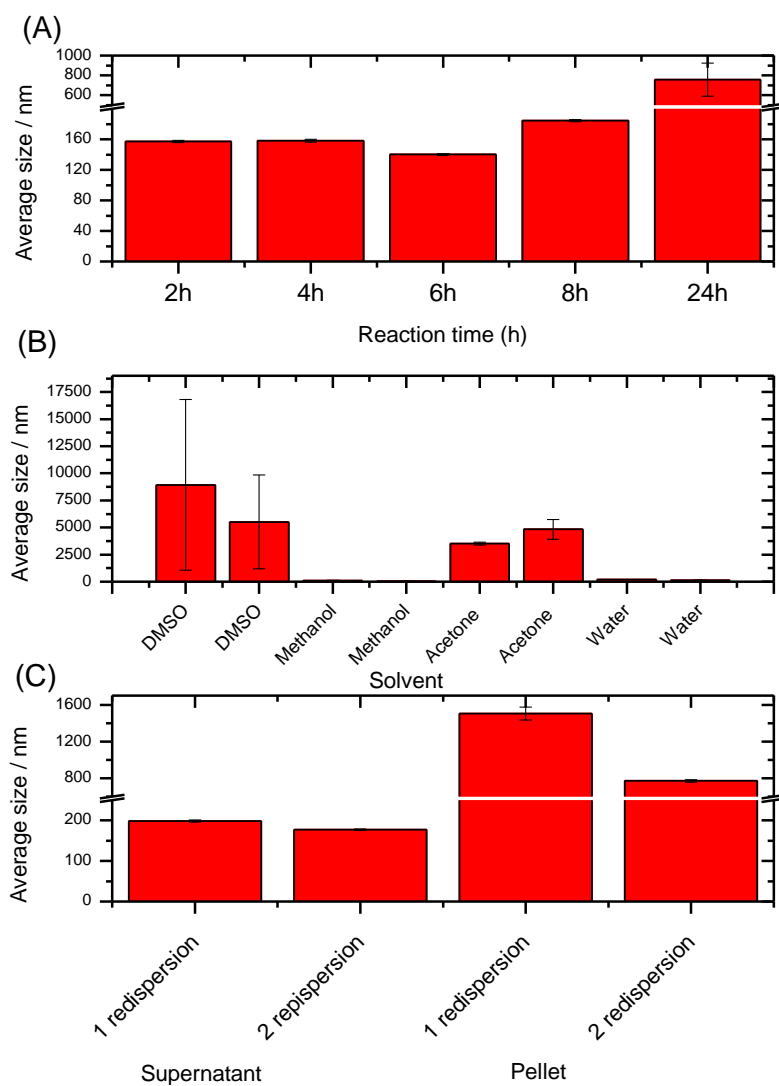 (A)
Average size / nm
1000
800
600
160
120
80
40
0
2h 4h 6h 8h 24h
Reaction time (h)
(B)
Average size / nm
17500
15000
12500
10000
7500
5000
2500
0
DMSO DMSO Methanol Methanol Acetone Acetone Water Water
Solvent
(C)
Average size / nm
1600
1200
800
200
100
0
1 redispersion 2 repispersion 1 redispersion 2 redispersion
Supernatant Pellet